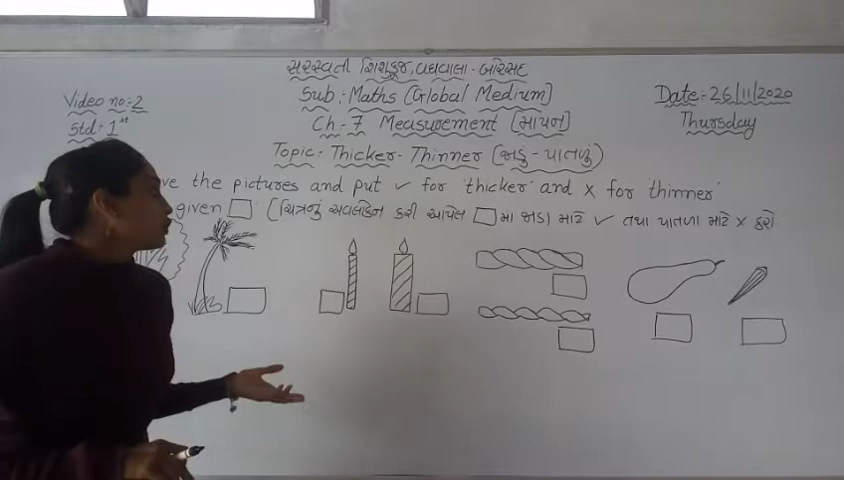 સરસ્વતી શિશુકુંજ, વઘવાલા - બોરસદ
Video no:- 2
Sub:- Maths (Global Medium)
Date:- 26/11/2020
Std:- 1st
Ch-7 Measurement (માપન)
Thursday
Topic:- Thicker - Thinner (જાડું - પાતળું)
the pictures and put ✓ for 'thicker' and x for 'thinner'
given □ (ચિત્રનું અવલોકન કરી આપેલ □ મા જાડા માટે ✓ તથા પાતળા માટે x કરો